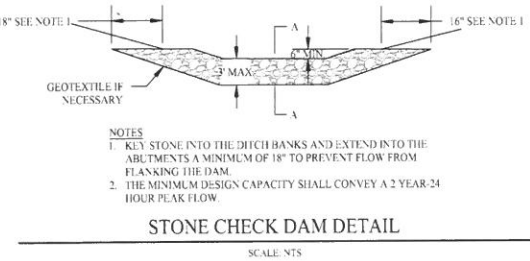 18" SEE NOTE 1
A
16" SEE NOTE 1
6" MIN
3' MAX
GEOTEXTILE IF
NECESSARY
A
NOTES
1. KEY STONE INTO THE DITCH BANKS AND EXTEND INTO THE
ABUTMENTS A MINIMUM OF 18" TO PREVENT FLOW FROM
FLANKING THE DAM.
2. THE MINIMUM DESIGN CAPACITY SHALL CONVEY A 2 YEAR-24
HOUR PEAK FLOW.
STONE CHECK DAM DETAIL
SCALE: NTS